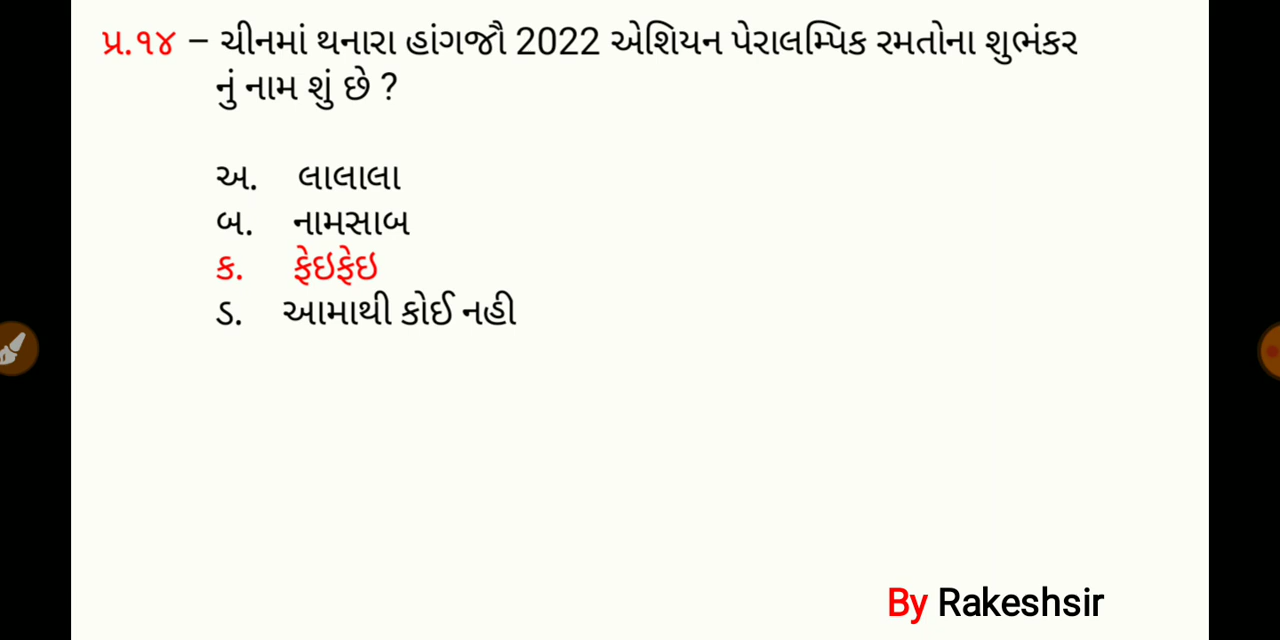 પ્ર.૧૪ – ચીનમાં થનારા હાંગજૌ 2022 એશિયન પેરાલમ્પિક રમતોના શુભંકર
નું નામ શું છે ?
અ. લાલાલા
બ. નામસાબ
ક. ફેઇફેઇ
ડ. આમાથી કોઈ નહી
By Rakeshsir